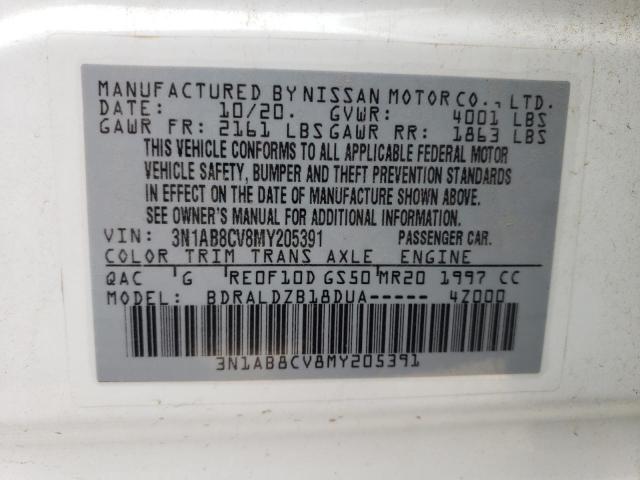 MANUFACTURED BY NISSAN MOTOR CO., LTD.
DATE: 10/20. GVWR: 4001 LBS
GAWR FR: 2161 LBS GAWR RR: 1863 LBS
THIS VEHICLE CONFORMS TO ALL APPLICABLE FEDERAL MOTOR
VEHICLE SAFETY, BUMPER AND THEFT PREVENTION STANDARDS
IN EFFECT ON THE DATE OF MANUFACTURE SHOWN ABOVE.
SEE OWNER'S MANUAL FOR ADDITIONAL INFORMATION.
VIN: 3N1AB8CV8MY205391 PASSENGER CAR.
COLOR TRIM TRANS AXLE ENGINE
QAC G RE0F10D GS50 MR20 1997 CC
MODEL: BDRALDZB18DUA----- 4Z000
3N1AB8CV8MY205391